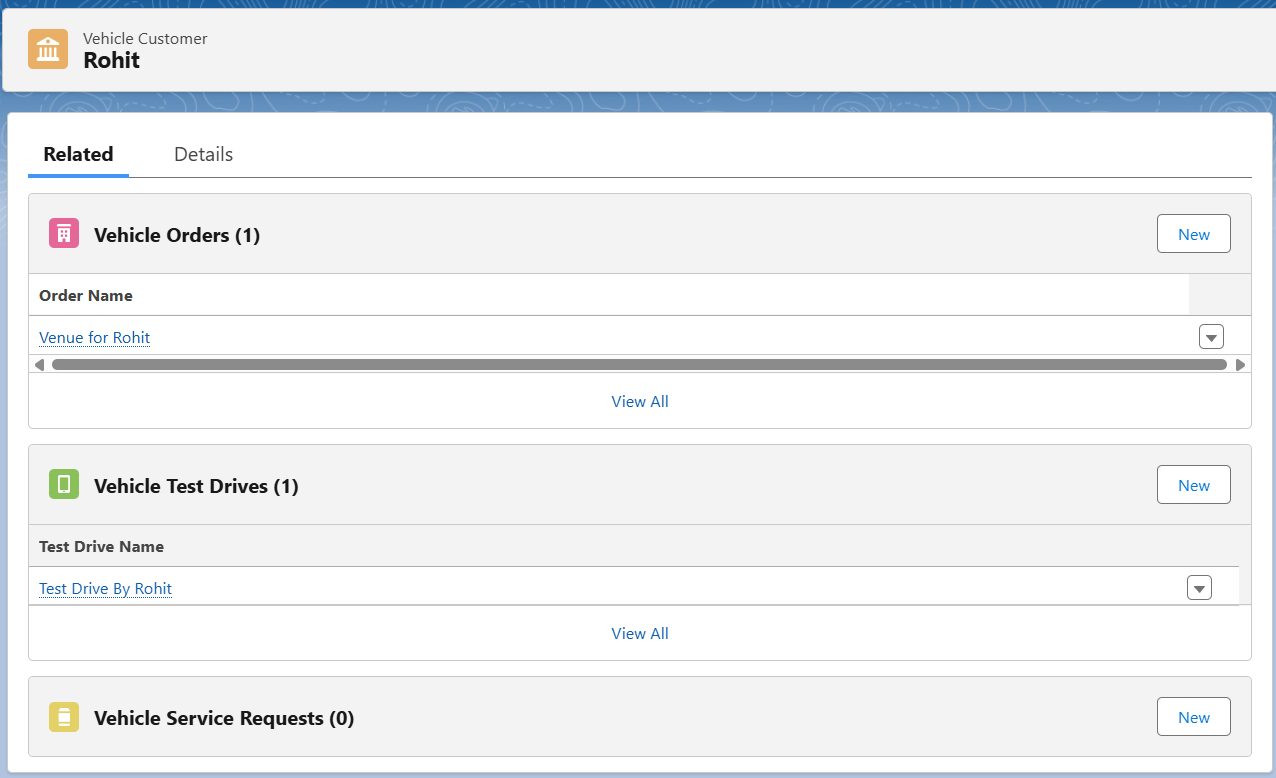 Vehicle Customer
Rohit
Related Details
Vehicle Orders (1) New
Order Name
Venue for Rohit
View All
Vehicle Test Drives (1) New
Test Drive Name
Test Drive By Rohit
View All
Vehicle Service Requests (0) New